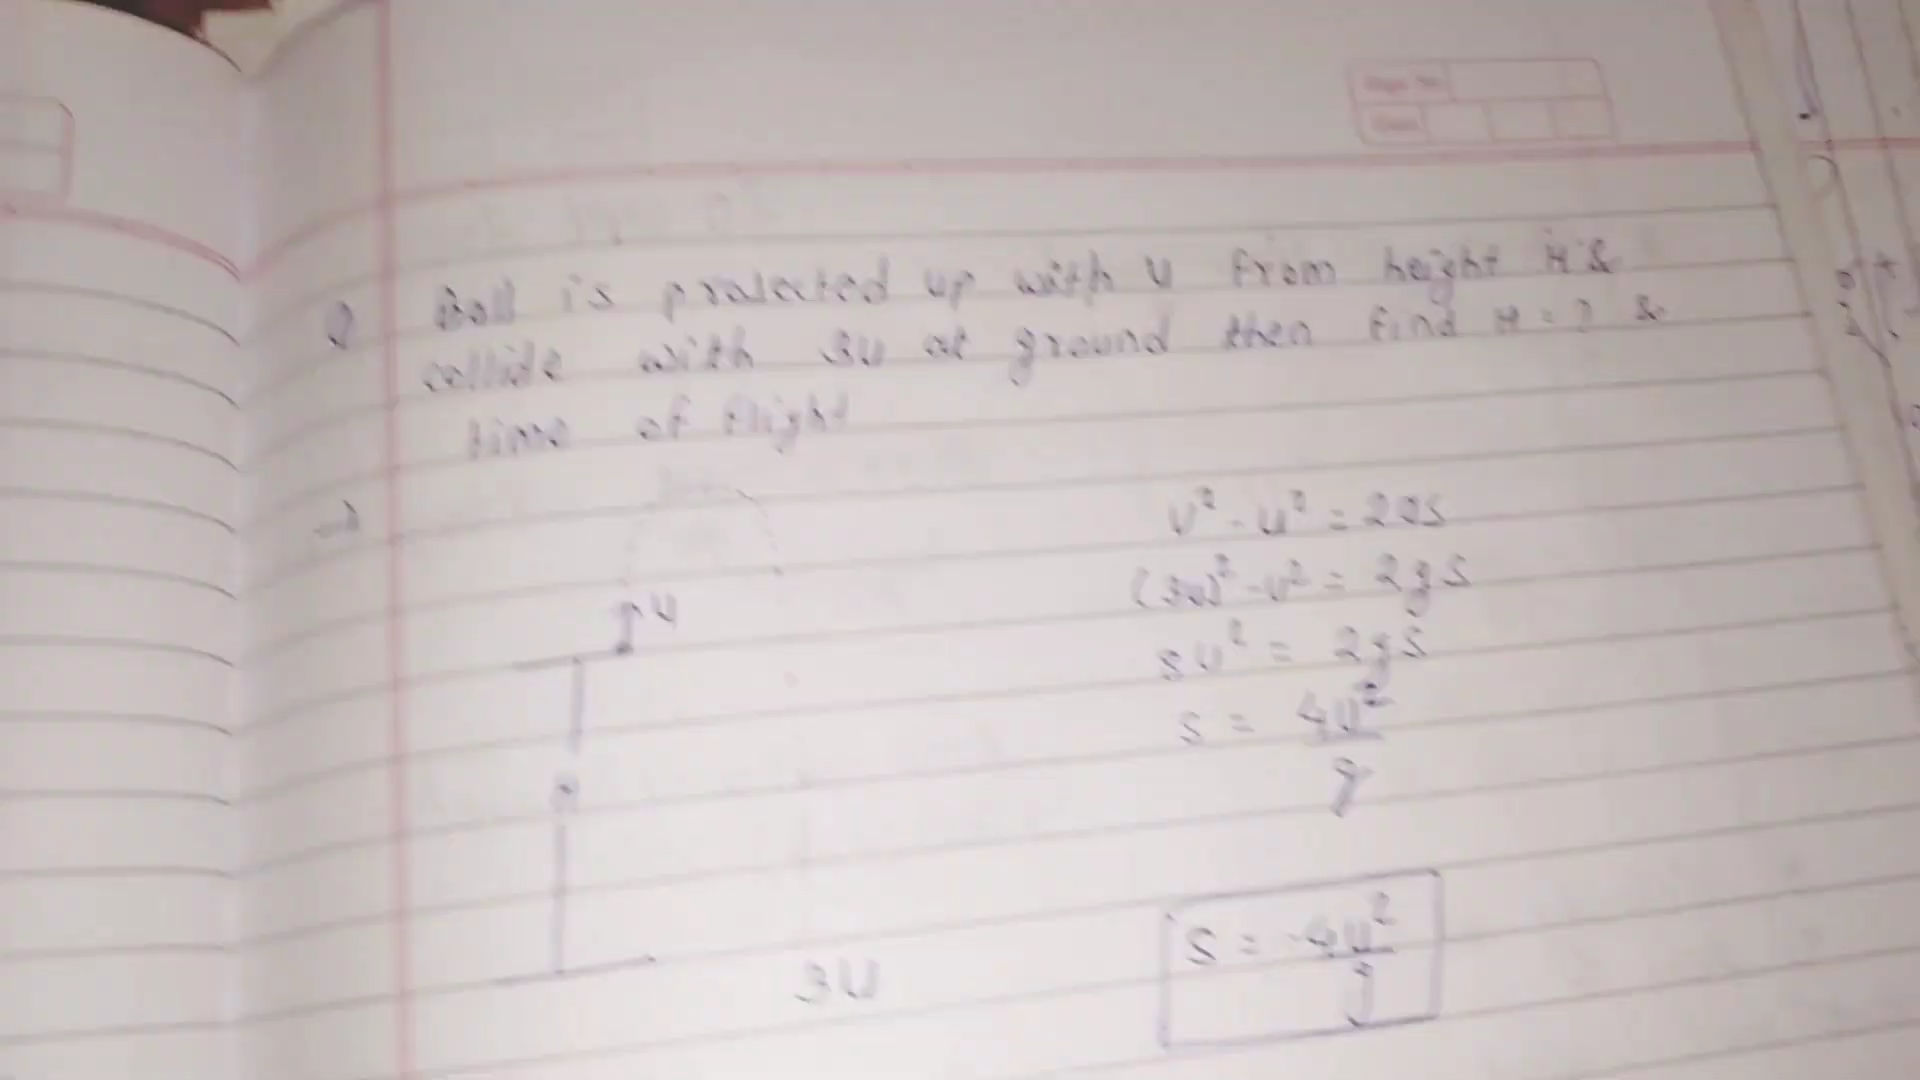 Q Ball is projected up with u from height H &
collide with 3u at ground then find H = ? &
time of flight
→
u
H
3u
v² - u² = 2as
(3u)² - u² = 2gs
8u² = 2gs
s = 4u²/g
s = -4u²/g